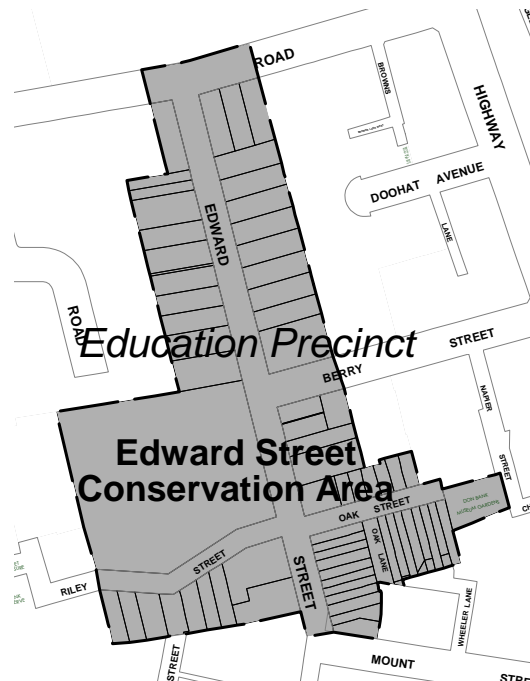 ROAD
BROWNS
HIGHWAY
DOOHAT AVENUE
LANE
EDWARD
ROAD
Education Precinct
STREET
BERRY
NAPIER
STREET
Edward Street
Conservation Area
DON BANK
MUSEUM GARDENS
OAK STREET
OAK
LANE
STREET
RILEY
STREET
WHEELER LANE
STREET
MOUNT